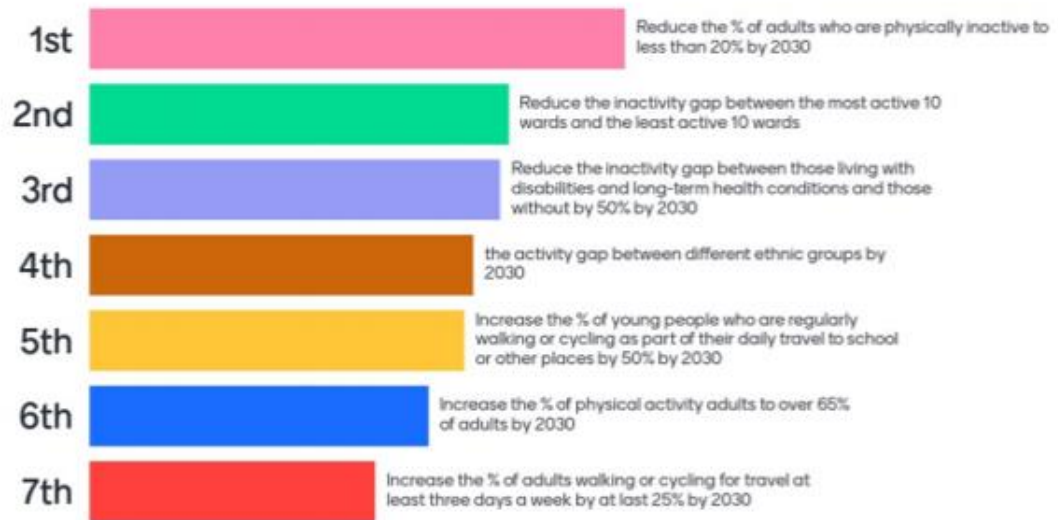 1st
Reduce the % of adults who are physically inactive to
less than 20% by 2030
2nd
Reduce the inactivity gap between the most active 10
wards and the least active 10 wards
3rd
Reduce the inactivity gap between those living with
disabilities and long-term health conditions and those
without by 50% by 2030
4th
the activity gap between different ethnic groups by
2030
5th
Increase the % of young people who are regularly
walking or cycling as part of their daily travel to school
or other places by 50% by 2030
6th
Increase the % of physical activity adults to over 65%
of adults by 2030
7th
Increase the % of adults walking or cycling for travel at
least three days a week by at last 25% by 2030